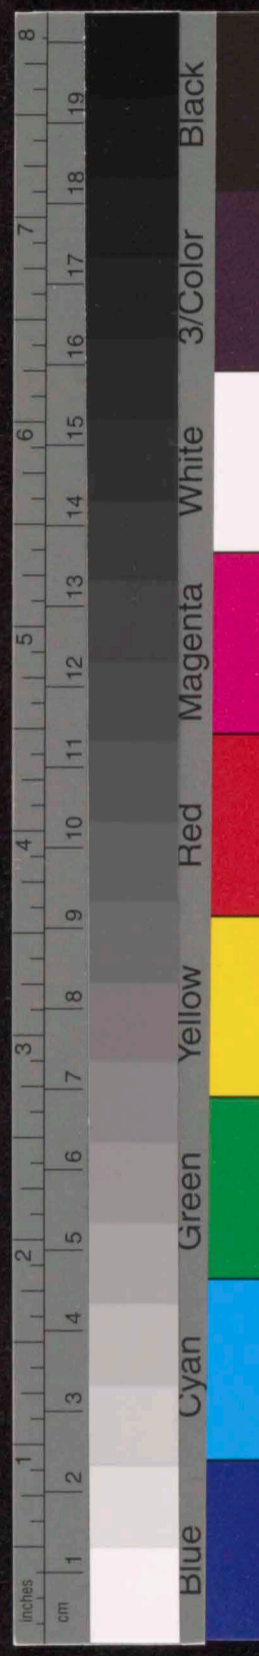 inches 1 2 3 4 5 6 7 8
cm 1 2 3 4 5 6 7 8 9 10 11 12 13 14 15 16 17 18 19
Blue Cyan Green Yellow Red Magenta White 3/Color Black